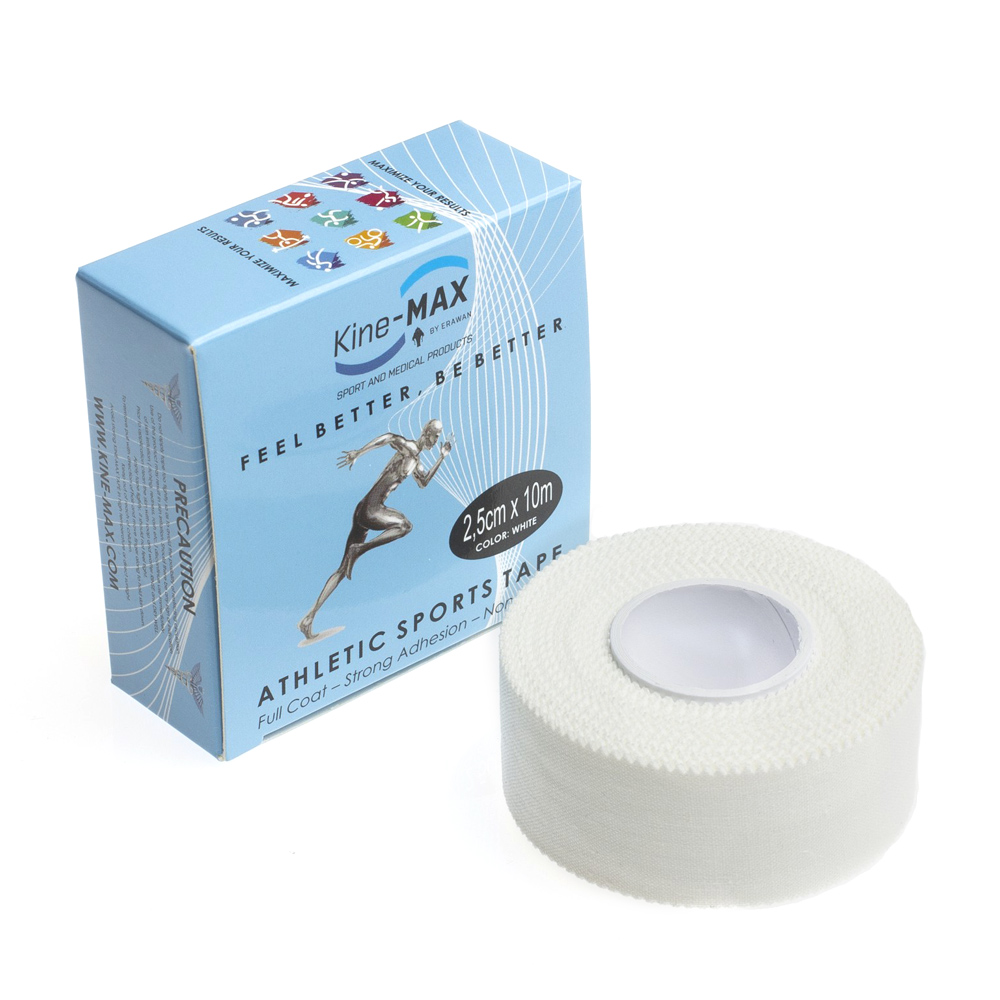 MAXIMIZE YOUR RESULTS
MAXIMIZE YOUR RESULTS
Kine-MAX
BY ERAWAN
SPORT AND MEDICAL PRODUCTS
FEEL BETTER, BE BETTER
2,5cm x 10m
COLOR: WHITE
ATHLETIC SPORTS TAPE
Full Coat – Strong Adhesion – Non
PRECAUTION
WWW.KINE-MAX.COM